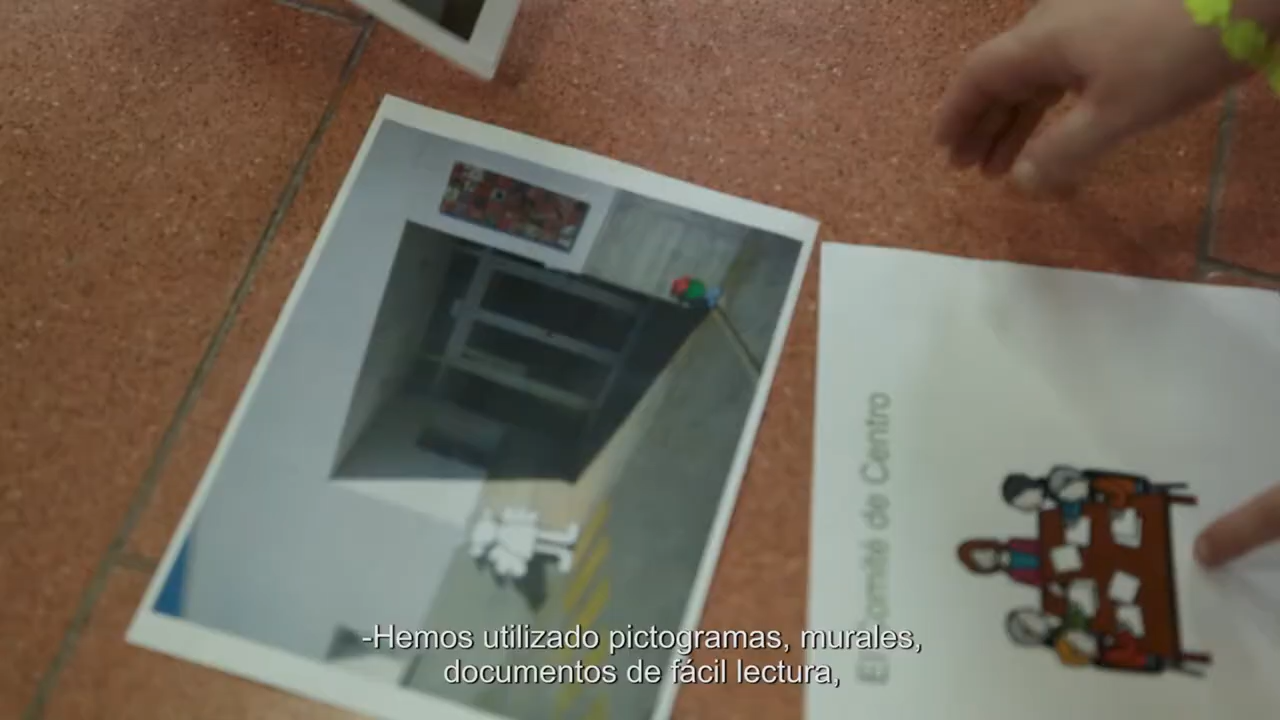 El Comité de Centro
-Hemos utilizado pictogramas, murales,
documentos de fácil lectura,